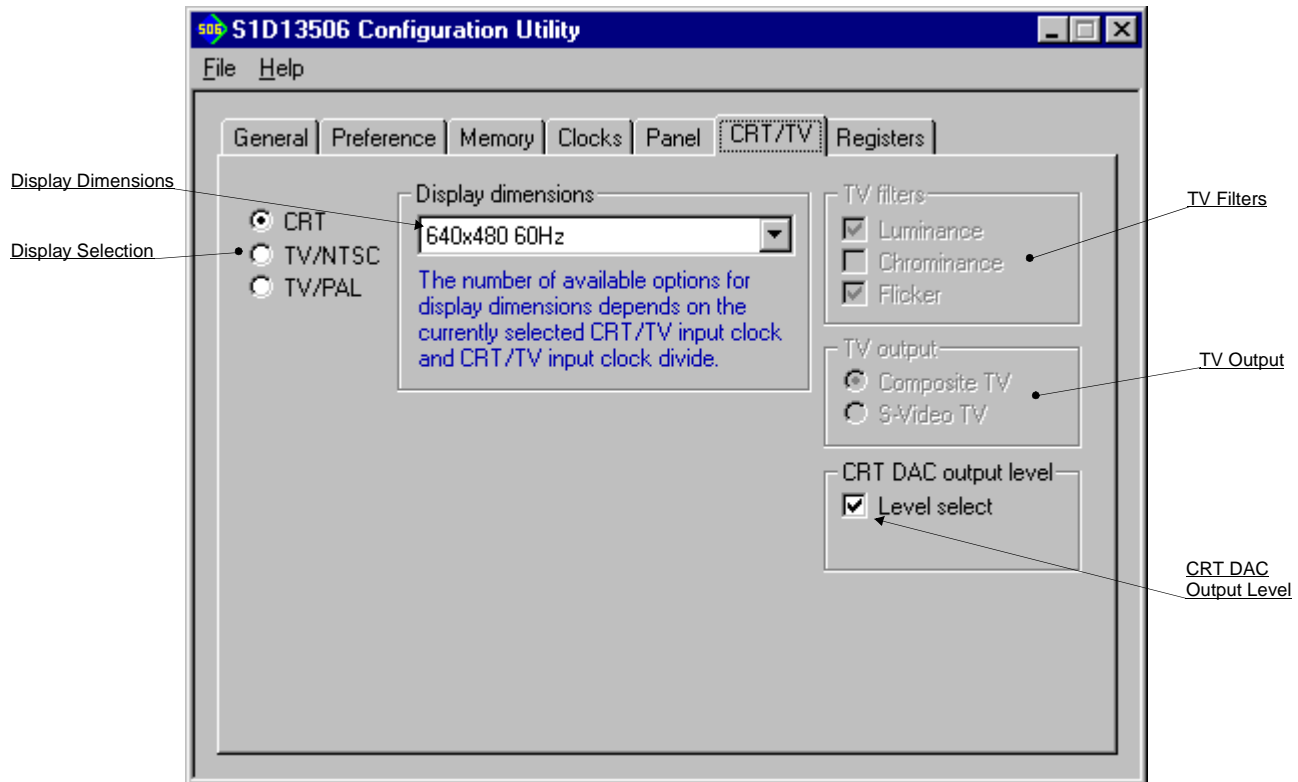 506 S1D13506 Configuration Utility
File Help
General Preference Memory Clocks Panel CRT/TV Registers
Display Dimensions
Display Selection
CRT
TV/NTSC
TV/PAL
Display dimensions
640x480 60Hz
The number of available options for
display dimensions depends on the
currently selected CRT/TV input clock
and CRT/TV input clock divide.
TV filters
Luminance
Chrominance
Flicker
TV Filters
TV output
Composite TV
S-Video TV
TV Output
CRT DAC output level
Level select
CRT DAC
Output Level